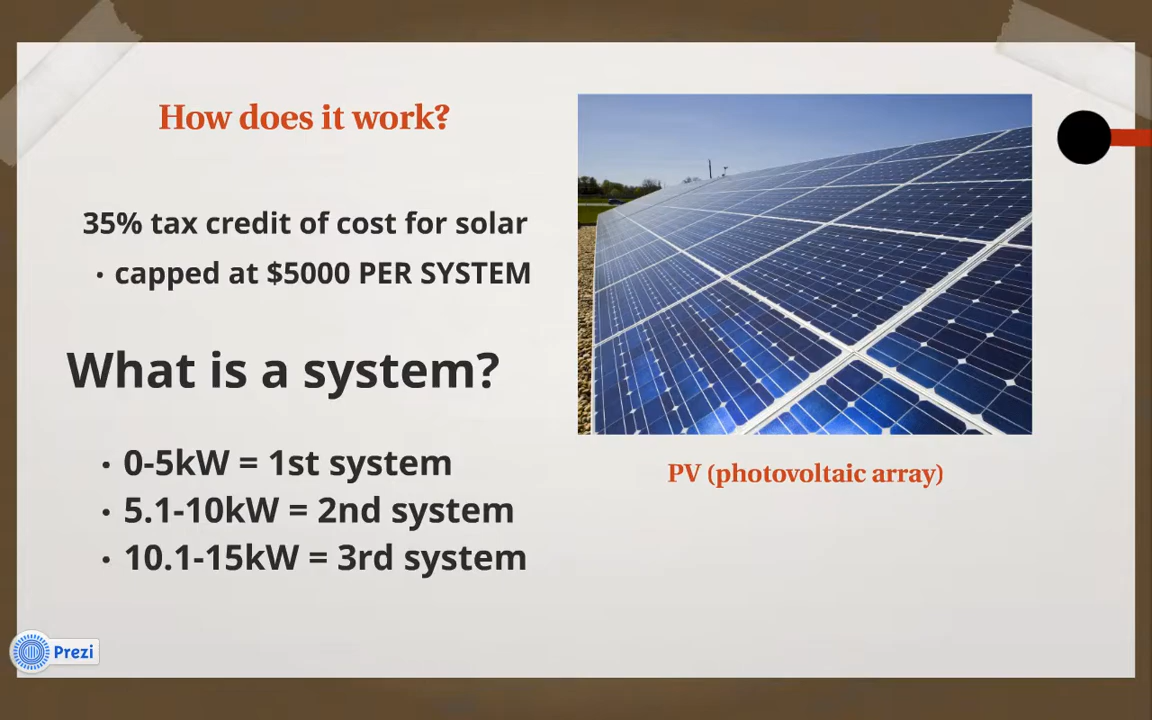 How does it work?
35% tax credit of cost for solar
• capped at $5000 PER SYSTEM
What is a system?
• 0-5kW = 1st system
• 5.1-10kW = 2nd system
• 10.1-15kW = 3rd system
PV (photovoltaic array)
Prezi